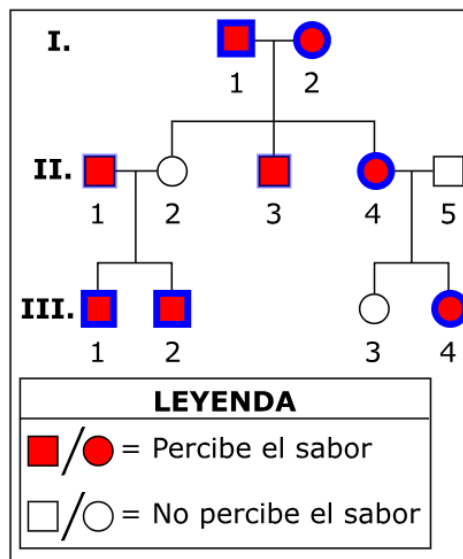 I.
1 2
II.
1 2 3 4 5
III.
1 2 3 4
LEYENDA
/ = Percibe el sabor
/ = No percibe el sabor